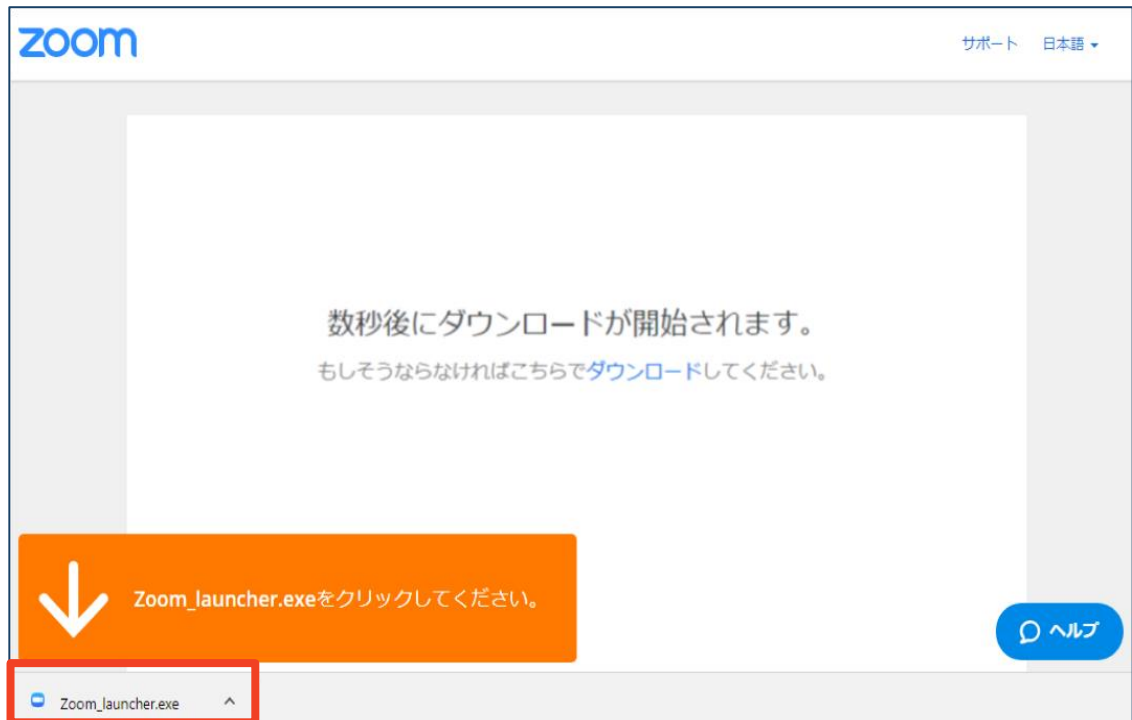 zoom
サポート 日本語
数秒後にダウンロードが開始されます。
もしそうならなければこちらでダウンロードしてください。
Zoom_launcher.exeをクリックしてください。
ヘルプ
Zoom_launcher.exe